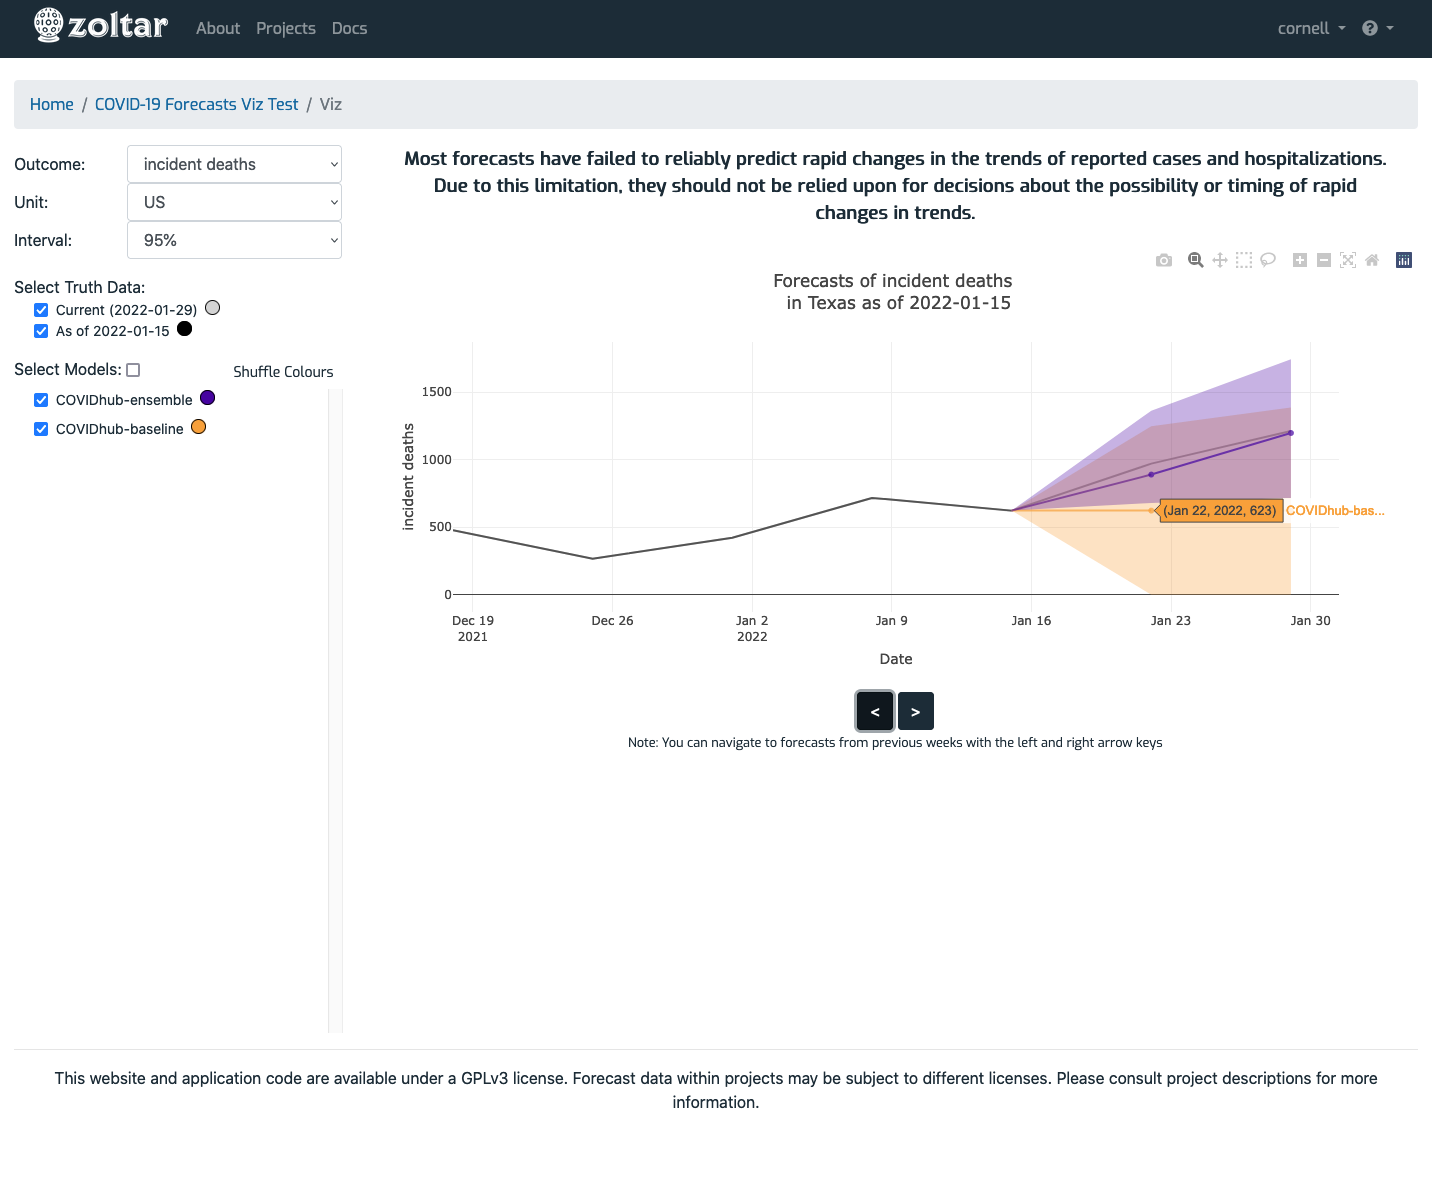 zoltar About Projects Docs cornell
Home / COVID-19 Forecasts Viz Test / Viz
Outcome: incident deaths
Unit: US
Interval: 95%
Select Truth Data:
Current (2022-01-29)
As of 2022-01-15
Select Models:
Shuffle Colours
COVIDhub-ensemble
COVIDhub-baseline
Most forecasts have failed to reliably predict rapid changes in the trends of reported cases and hospitalizations.
Due to this limitation, they should not be relied upon for decisions about the possibility or timing of rapid
changes in trends.
Forecasts of incident deaths
in Texas as of 2022-01-15
incident deaths
1500
1000
500
0
(Jan 22, 2022, 623) COVIDhub-bas...
Dec 19 Dec 26 Jan 2 Jan 9 Jan 16 Jan 23 Jan 30
2021 2022
Date
< >
Note: You can navigate to forecasts from previous weeks with the left and right arrow keys
This website and application code are available under a GPLv3 license. Forecast data within projects may be subject to different licenses. Please consult project descriptions for more
information.